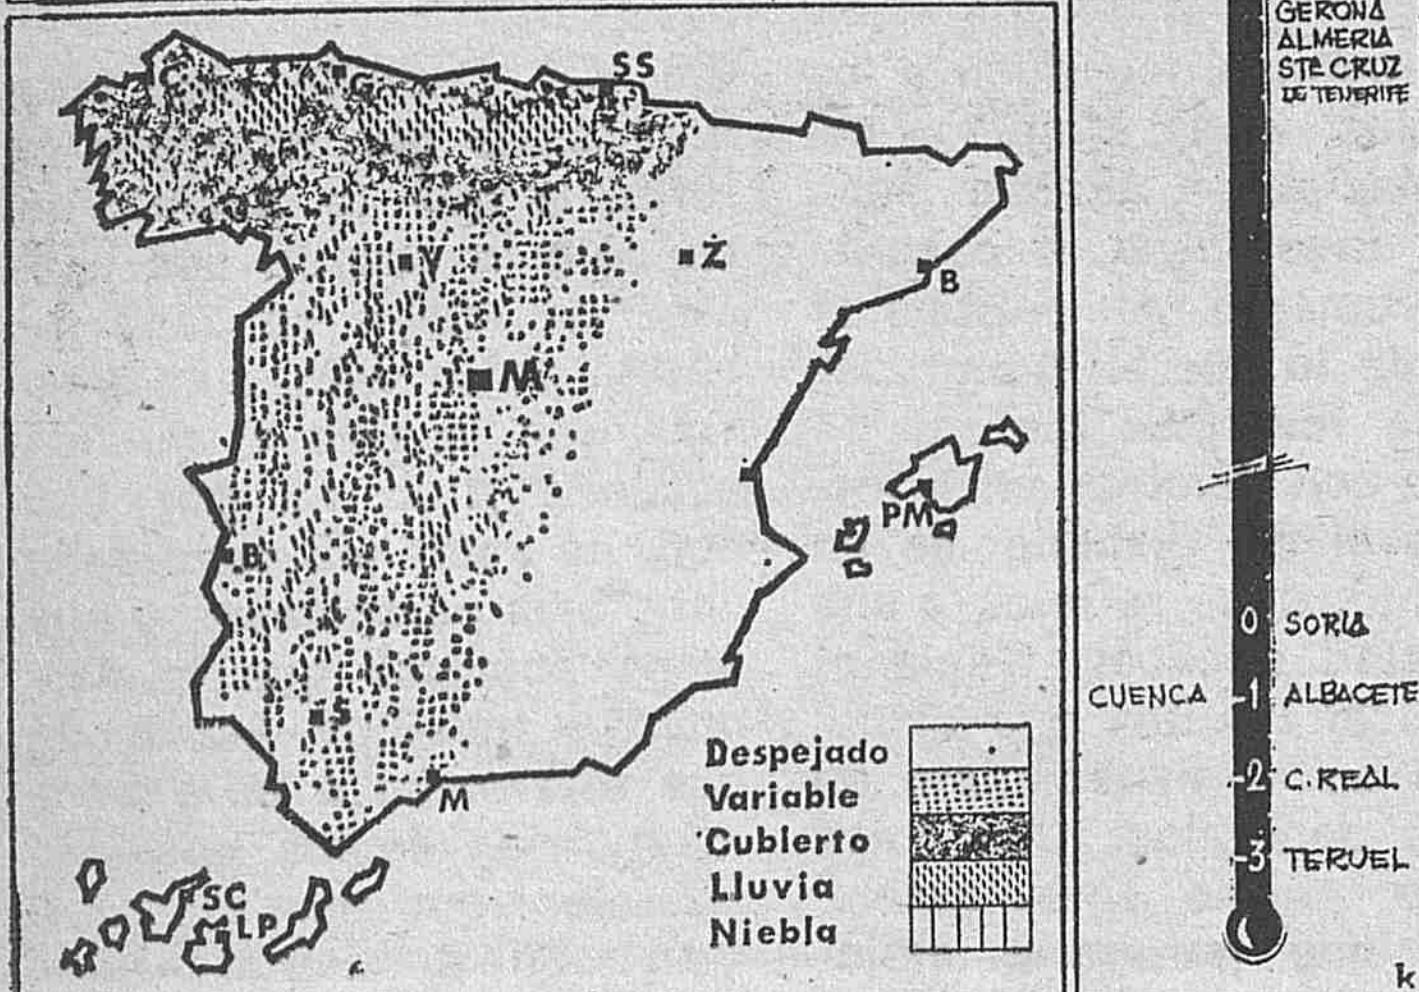 C
G
SS
V
Z
B
M
PM
B
S
M
SC
LP
Despejado
Variable
Cubierto
Lluvia
Niebla
GERONA
ALMERIA
STA CRUZ
DE TENERIFE
0 SORIA
CUENCA -1 ALBACETE
-2 C. REAL
-3 TERUEL
k